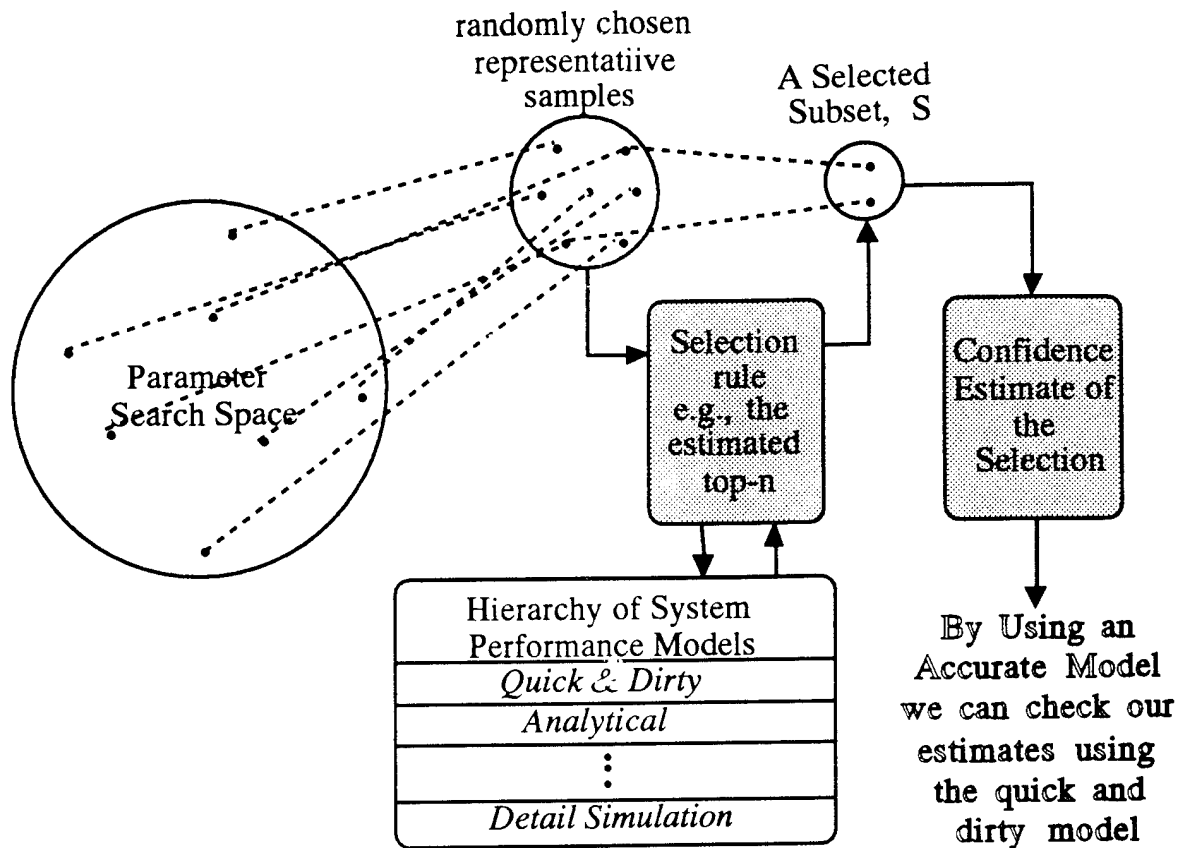 randomly chosen
representatiive
samples
A Selected
Subset, S
Parameter
Search Space
Selection
rule
e.g., the
estimated
top-n
Confidence
Estimate of
the
Selection
Hierarchy of System
Performance Models
Quick & Dirty
Analytical
Detail Simulation
By Using an
Accurate Model
we can check our
estimates using
the quick and
dirty model